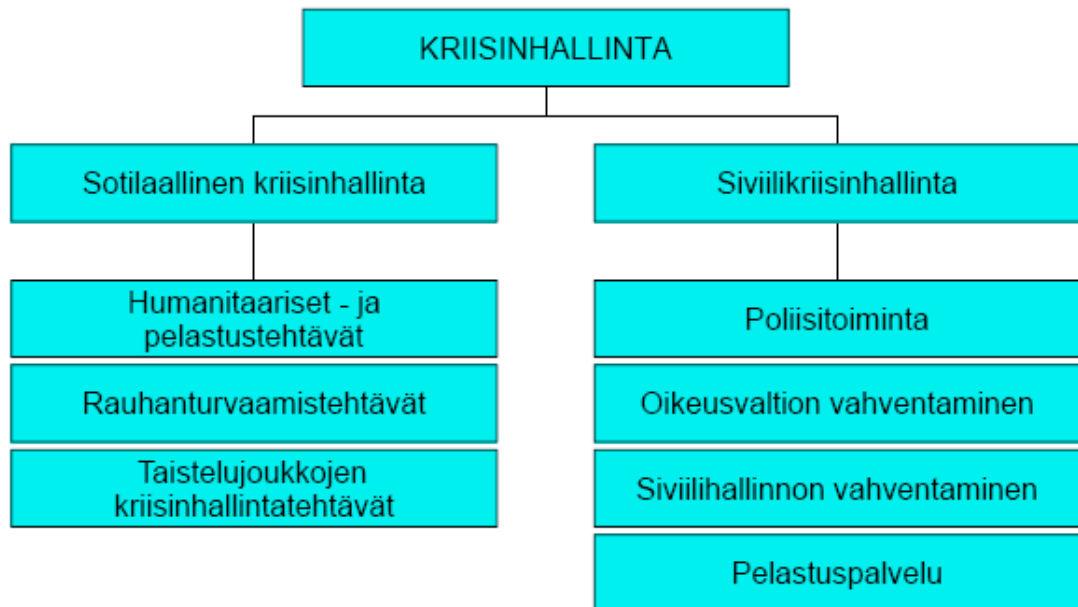 KRIISINHALLINTA
Sotilaallinen kriisinhallinta
Humanitaariset - ja
pelastustehtävät
Rauhanturvaamistehtävät
Taistelujoukkojen
kriisinhallintatehtävät
Siviilikriisinhallinta
Poliisitoiminta
Oikeusvaltion vahventaminen
Siviilihallinnon vahventaminen
Pelastuspalvelu